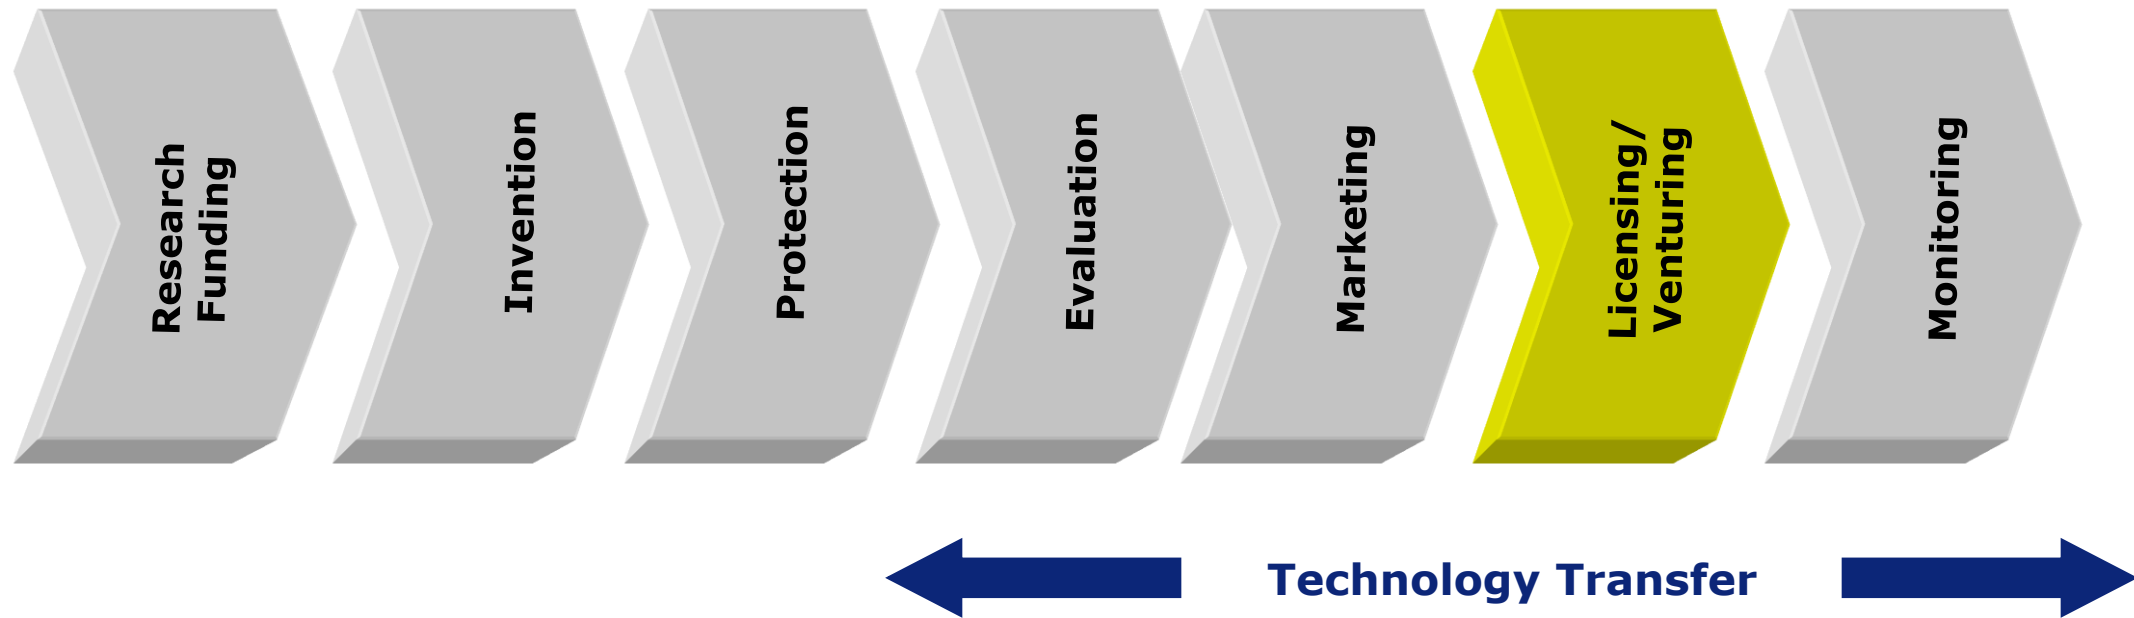 Research
Funding
Invention
Protection
Evaluation
Marketing
Licensing/
Venturing
Monitoring
Technology Transfer